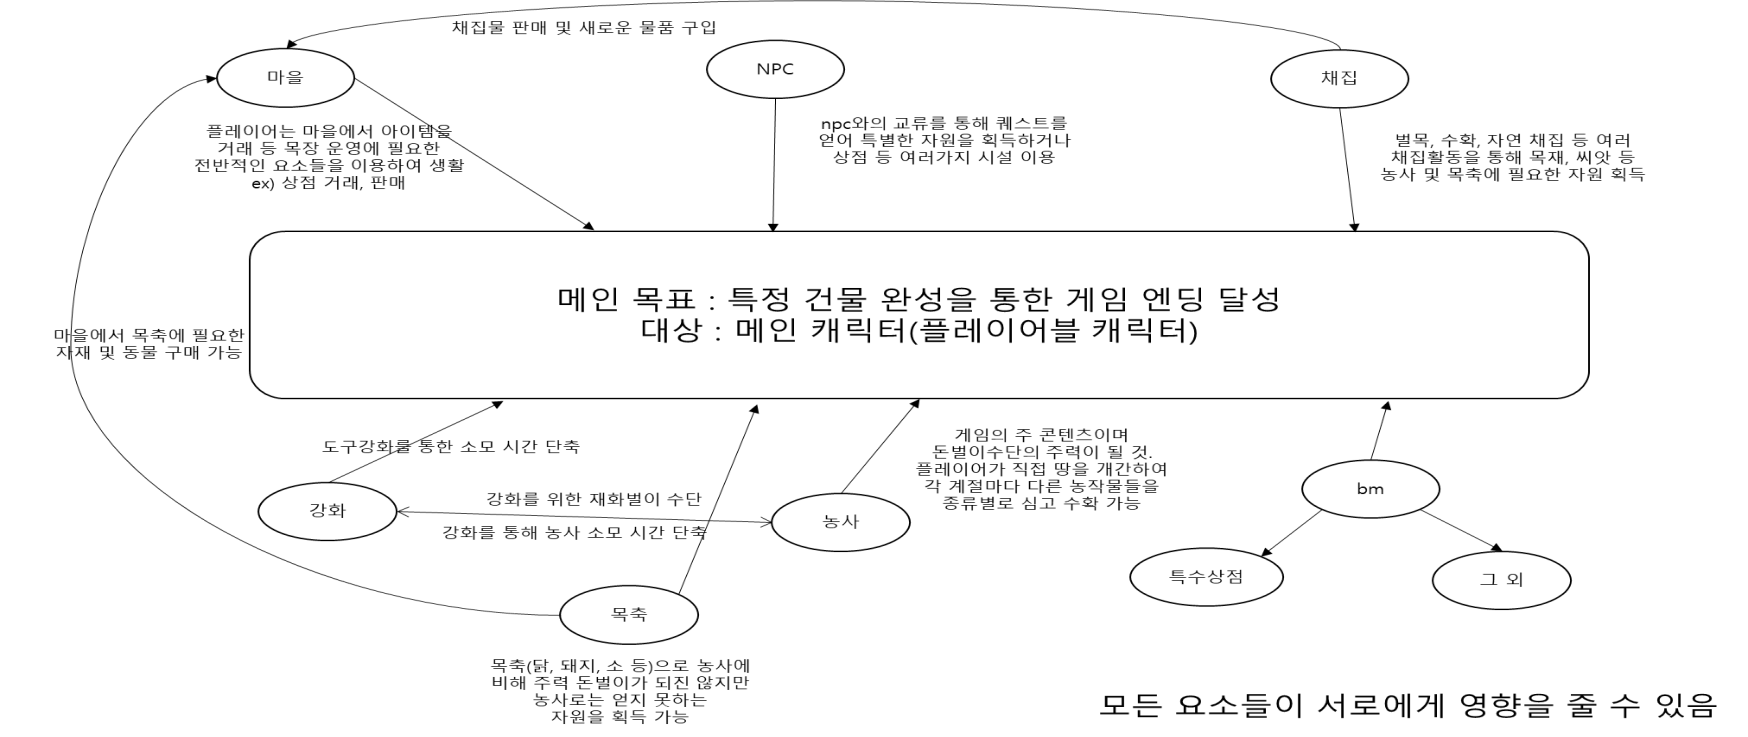 채집물 판매 및 새로운 물품 구입
마을
NPC
채집
플레이어는 마을에서 아이템을
거래 등 목장 운영에 필요한
전반적인 요소들을 이용하여 생활
ex) 상점 거래, 판매
npc와의 교류를 통해 퀘스트를
얻어 특별한 자원을 획득하거나
상점 등 여러가지 시설 이용
벌목, 수확, 자연 채집 등 여러
채집활동을 통해 목재, 씨앗 등
농사 및 목축에 필요한 자원 획득
메인 목표 : 특정 건물 완성을 통한 게임 엔딩 달성
대상 : 메인 캐릭터(플레이어블 캐릭터)
마을에서 목축에 필요한
자재 및 동물 구매 가능
도구강화를 통한 소모 시간 단축
게임의 주 콘텐츠이며
돈벌이수단의 주력이 될 것.
플레이어가 직접 땅을 개간하여
각 계절마다 다른 농작물들을
종류별로 심고 수확 가능
강화
강화를 위한 재화벌이 수단
강화를 통해 농사 소모 시간 단축
농사
bm
특수상점
그 외
목축
목축(닭, 돼지, 소 등)으로 농사에
비해 주력 돈벌이가 되진 않지만
농사로는 얻지 못하는
자원을 획득 가능
모든 요소들이 서로에게 영향을 줄 수 있음